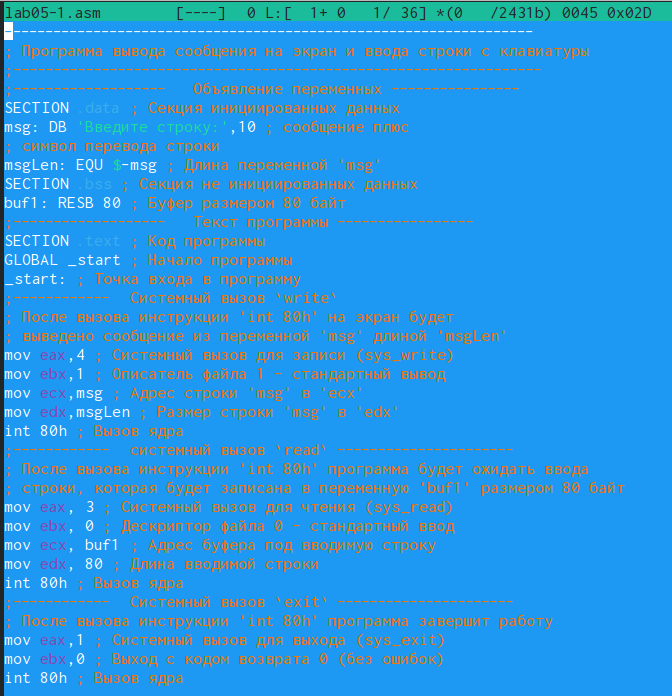 lab05-1.asm        [----]  0 L:[  1+ 0   1/ 36] *(0   /2431b) 0045 0x02D
------------------------------------------------------------
; Программа вывода сообщения на экран и ввода строки с клавиатуры
;------------------------------------------------------------
;------------------ Объявление переменных ---------------
SECTION .data ; Секция инициированных данных
msg: DB 'Введите строку:',10 ; сообщение плюс
; символ перевода строки
msgLen: EQU $-msg ; Длина переменной 'msg'
SECTION .bss ; Секция не инициированных данных
buf1: RESB 80 ; Буфер размером 80 байт
;------------------ Текст программы ----------------
SECTION .text ; Код программы
GLOBAL _start ; Начало программы
_start: ; Точка входа в программу
;------------ Системный вызов `write`
; После вызова инструкции 'int 80h' на экран будет
; выведено сообщение из переменной 'msg' длиной 'msgLen'
mov eax,4 ; Системный вызов для записи (sys_write)
mov ebx,1 ; Описатель файла 1 - стандартный вывод
mov ecx,msg ; Адрес строки 'msg' в 'ecx'
mov edx,msgLen ; Размер строки 'msg' в 'edx'
int 80h ; Вызов ядра
;------------ системный вызов `read` ----------------------
; После вызова инструкции 'int 80h' программа будет ожидать ввода
; строки, которая будет записана в переменную 'buf1' размером 80 байт
mov eax, 3 ; Системный вызов для чтения (sys_read)
mov ebx, 0 ; Дескриптор файла 0 - стандартный ввод
mov ecx, buf1 ; Адрес буфера под вводимую строку
mov edx, 80 ; Длина вводимой строки
int 80h ; Вызов ядра
;------------ Системный вызов `exit` ----------------------
; После вызова инструкции 'int 80h' программа завершит работу
mov eax,1 ; Системный вызов для выхода (sys_exit)
mov ebx,0 ; Выход с кодом возврата 0 (без ошибок)
int 80h ; Вызов ядра